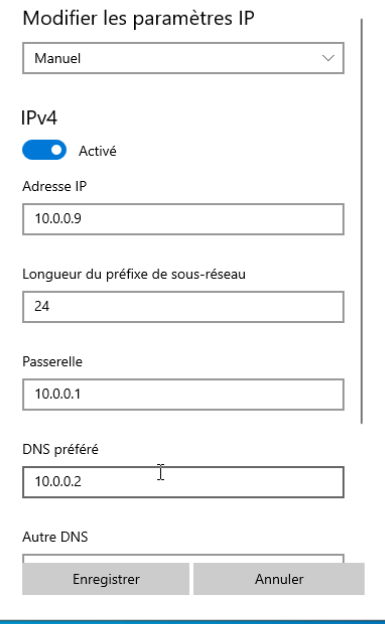 Modifier les paramètres IP
Manuel
IPv4
Activé
Adresse IP
10.0.0.9
Longueur du préfixe de sous-réseau
24
Passerelle
10.0.0.1
DNS préféré
10.0.0.2
Autre DNS
Enregistrer
Annuler